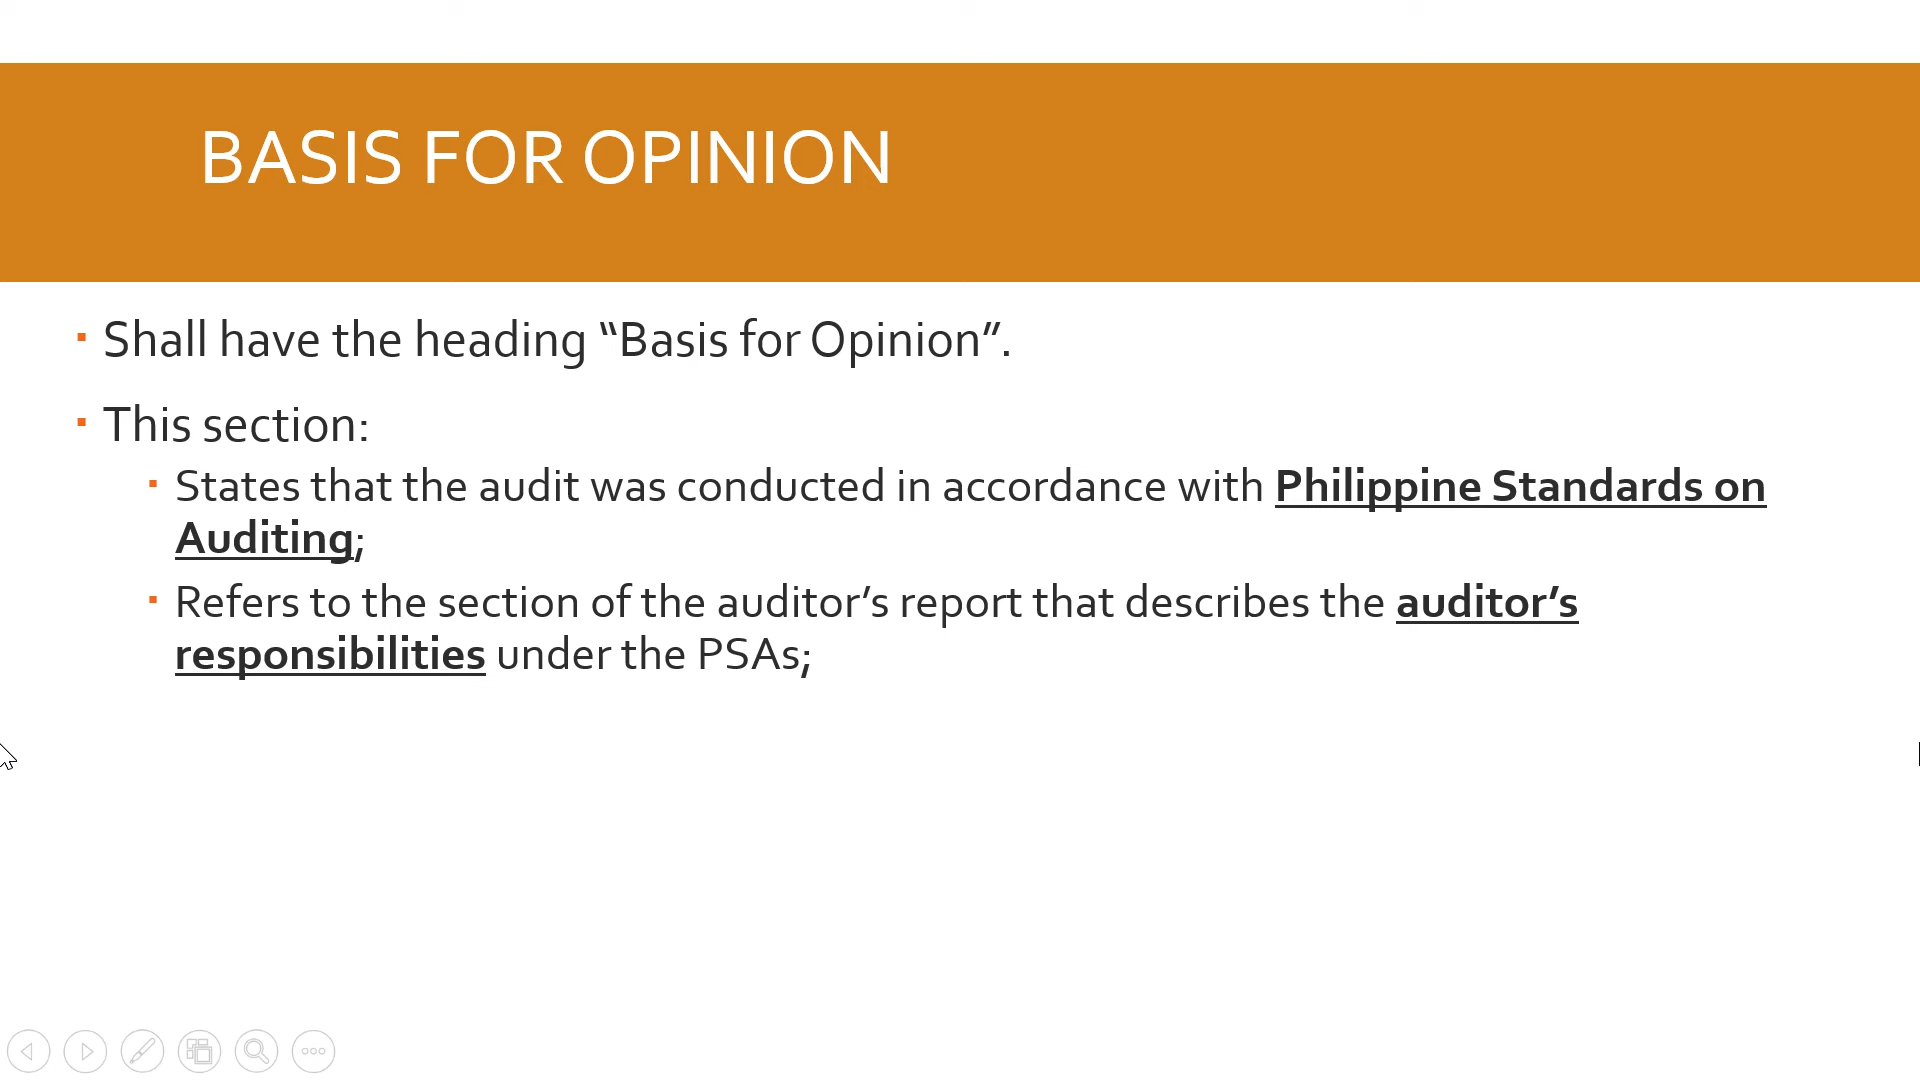 BASIS FOR OPINION
▪ Shall have the heading “Basis for Opinion”.
▪ This section:
▪ States that the audit was conducted in accordance with Philippine Standards on
Auditing;
▪ Refers to the section of the auditor’s report that describes the auditor’s
responsibilities under the PSAs;